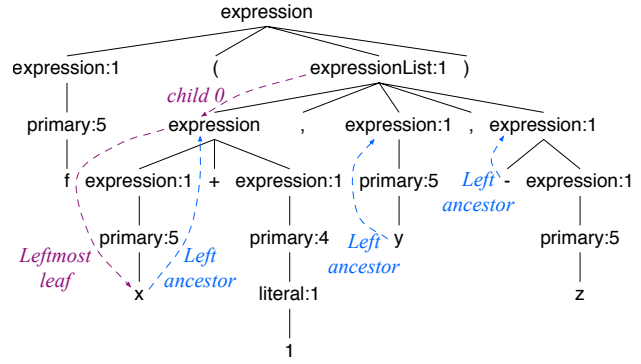 expression
expression:1 ( expressionList:1 )
child 0
primary:5 expression , expression:1 , expression:1
f expression:1 + expression:1 primary:5 Left ancestor - expression:1
primary:5 primary:4 y primary:5
Leftmost leaf Left ancestor Left ancestor
x literal:1 z
1